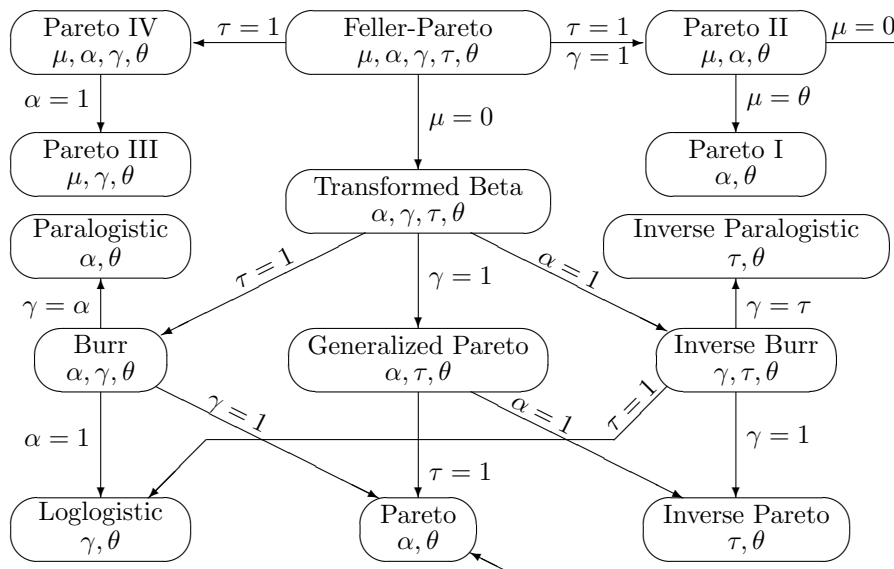 Pareto IV
μ, α, γ, θ
τ = 1
Feller-Pareto
μ, α, γ, τ, θ
τ = 1
γ = 1
Pareto II
μ, α, θ
μ = 0
α = 1
μ = 0
μ = θ
Pareto III
μ, γ, θ
Pareto I
α, θ
Transformed Beta
α, γ, τ, θ
Paralogistic
α, θ
Inverse Paralogistic
τ, θ
τ = 1
γ = 1
α = 1
γ = α
γ = τ
Burr
α, γ, θ
Generalized Pareto
α, τ, θ
Inverse Burr
γ, τ, θ
α = 1
γ = 1
τ = 1
α = 1
τ = 1
γ = 1
Loglogistic
γ, θ
Pareto
α, θ
Inverse Pareto
τ, θ